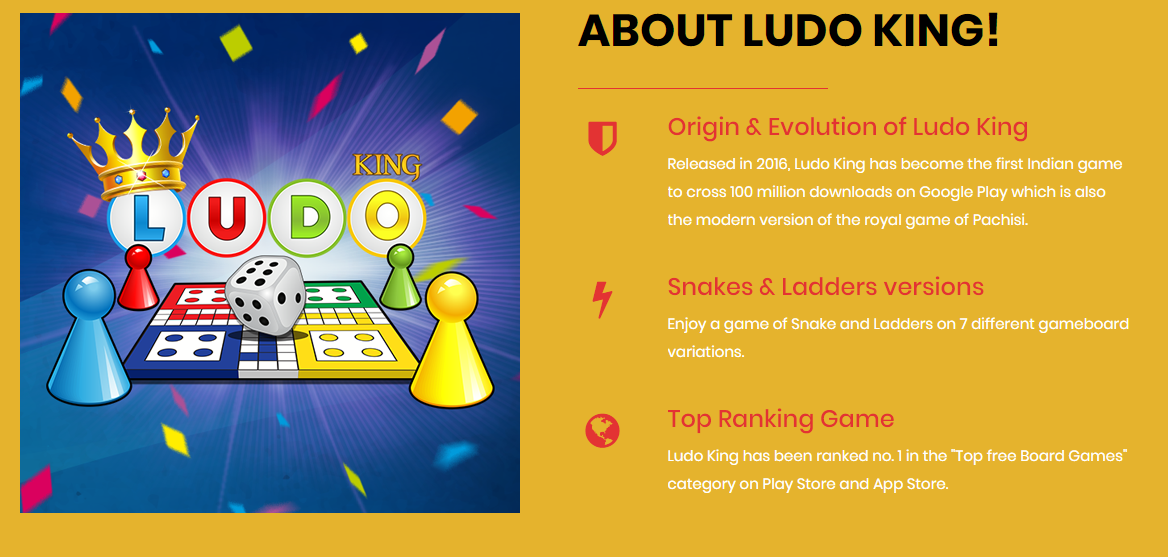 KING
LUDO
ABOUT LUDO KING!
Origin & Evolution of Ludo King
Released in 2016, Ludo King has become the first Indian game
to cross 100 million downloads on Google Play which is also
the modern version of the royal game of Pachisi.
Snakes & Ladders versions
Enjoy a game of Snake and Ladders on 7 different gameboard
variations.
Top Ranking Game
Ludo King has been ranked no. 1 in the "Top free Board Games"
category on Play Store and App Store.